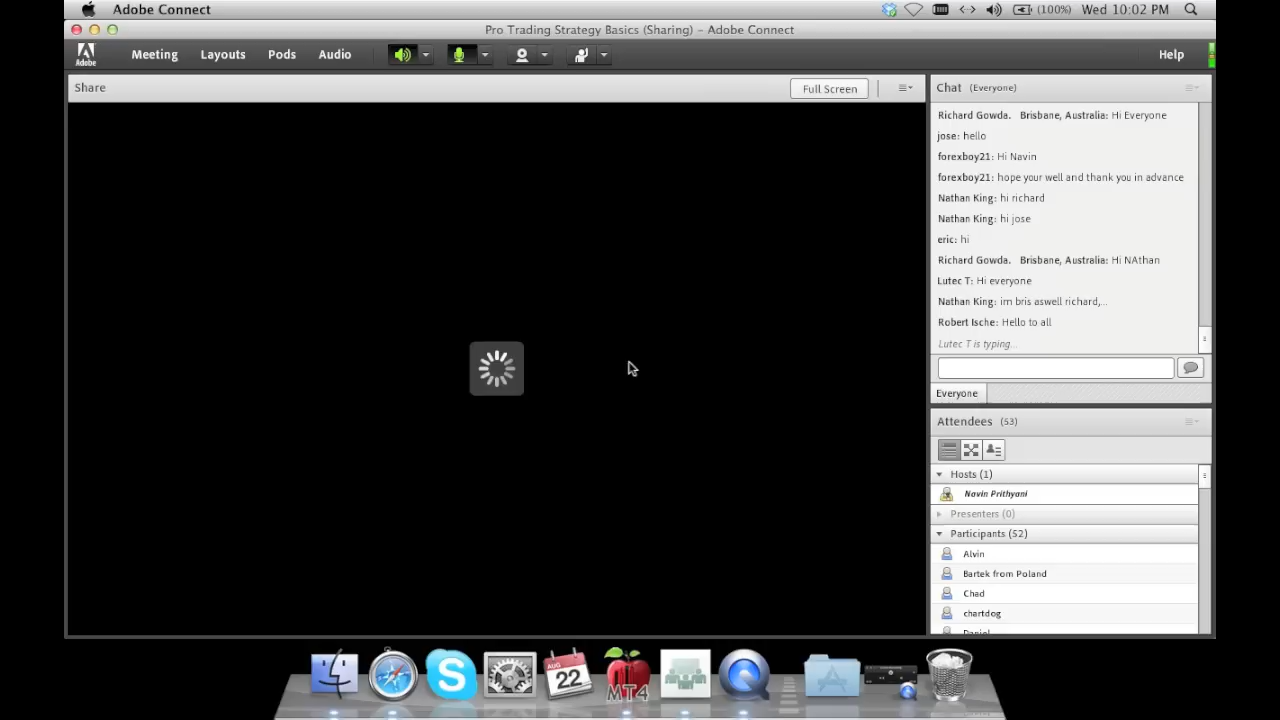 Adobe Connect
(100%) Wed 10:02 PM
Pro Trading Strategy Basics (Sharing) – Adobe Connect
Adobe
Meeting Layouts Pods Audio Help
Share Full Screen
Chat (Everyone)
Richard Gowda. Brisbane, Australia: Hi Everyone
jose: hello
forexboy21: Hi Navin
forexboy21: hope your well and thank you in advance
Nathan King: hi richard
Nathan King: hi jose
eric: hi
Richard Gowda. Brisbane, Australia: Hi NAthan
Lutec T: Hi everyone
Nathan King: im bris aswell richard,...
Robert Ische: Hello to all
Lutec T is typing...
Everyone
Attendees (53)
Hosts (1)
Navin Prithyani
Presenters (0)
Participants (52)
Alvin
Bartek from Poland
Chad
chartdog
Daniel
AUG
22
MT4